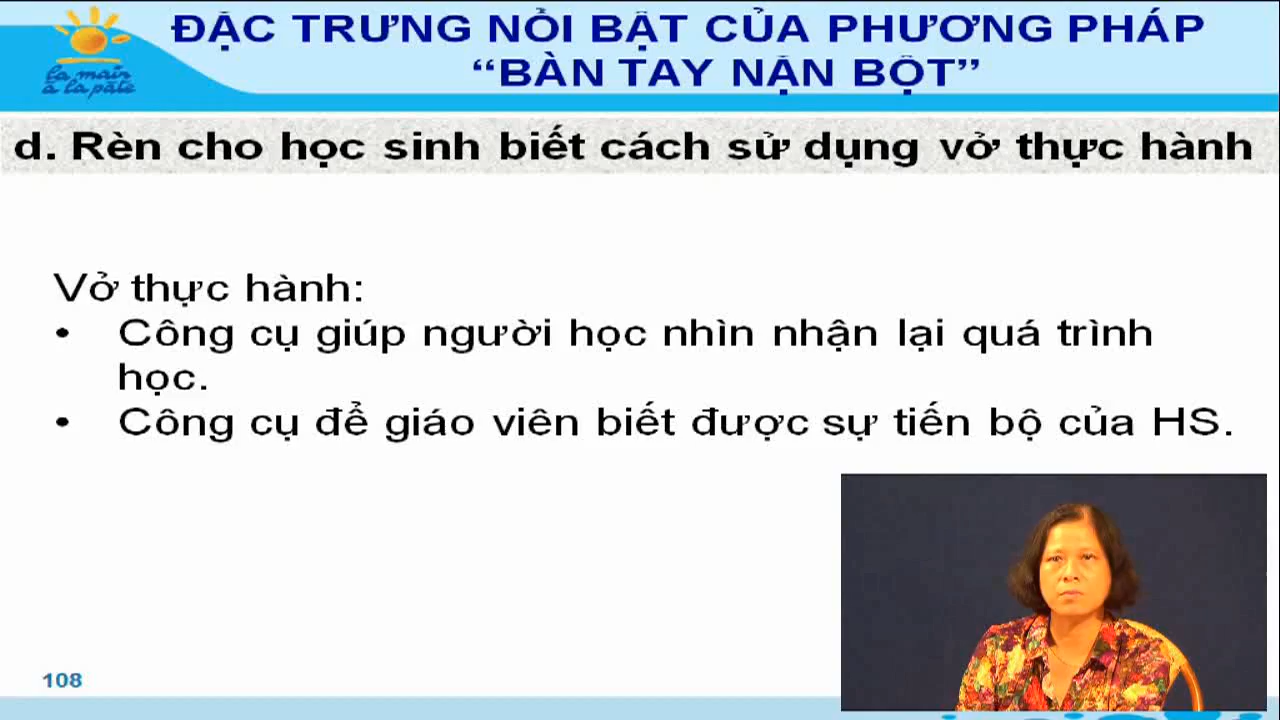 ĐẶC TRƯNG NỔI BẬT CỦA PHƯƠNG PHÁP
“BÀN TAY NẶN BỘT”
la main
à la pâte
d. Rèn cho học sinh biết cách sử dụng vở thực hành
Vở thực hành:
• Công cụ giúp người học nhìn nhận lại quá trình
học.
• Công cụ để giáo viên biết được sự tiến bộ của HS.
108